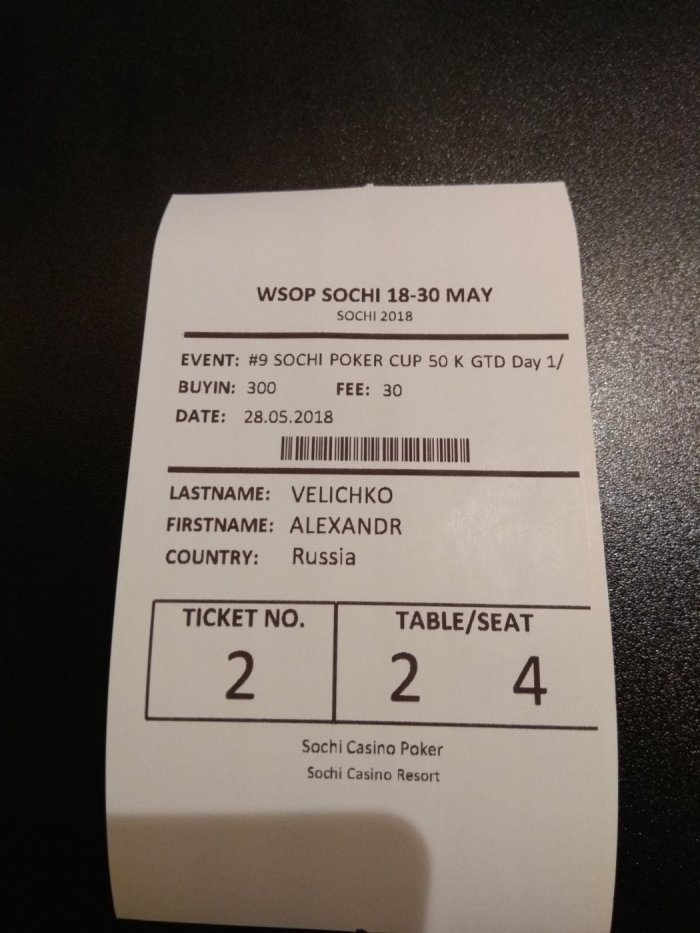 WSOP SOCHI 18-30 MAY
SOCHI 2018
EVENT: #9 SOCHI POKER CUP 50 K GTD Day 1/
BUYIN: 300 FEE: 30
DATE: 28.05.2018
LASTNAME: VELICHKO
FIRSTNAME: ALEXANDR
COUNTRY: Russia
TICKET NO. TABLE/SEAT
2 2 4
Sochi Casino Poker
Sochi Casino Resort